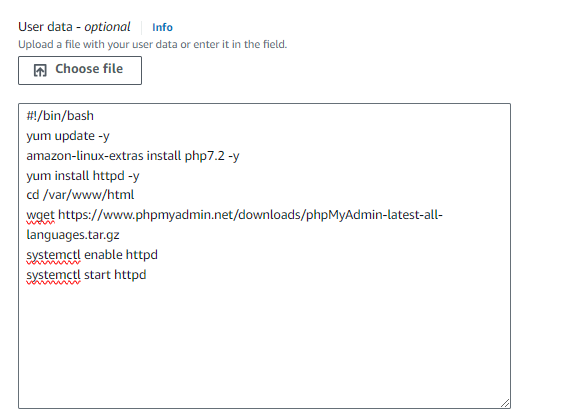 User data - optional Info
Upload a file with your user data or enter it in the field.
Choose file
#!/bin/bash
yum update -y
amazon-linux-extras install php7.2 -y
yum install httpd -y
cd /var/www/html
wget https://www.phpmyadmin.net/downloads/phpMyAdmin-latest-all-
languages.tar.gz
systemctl enable httpd
systemctl start httpd